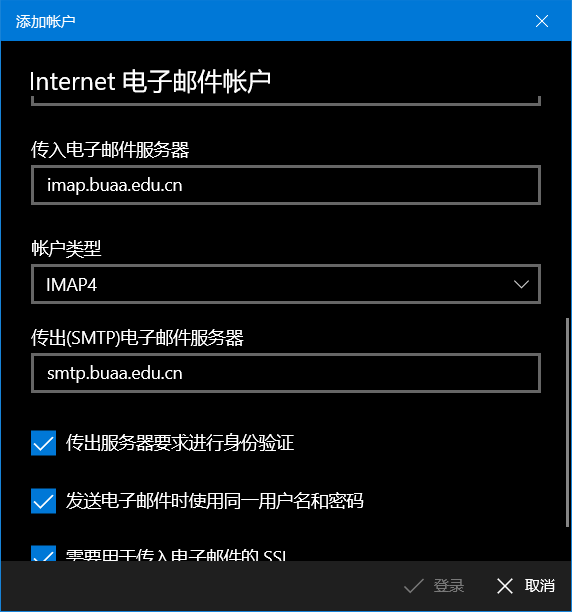 添加帐户
Internet 电子邮件帐户
传入电子邮件服务器
imap.buaa.edu.cn
帐户类型
IMAP4
传出(SMTP)电子邮件服务器
smtp.buaa.edu.cn
传出服务器要求进行身份验证
发送电子邮件时使用同一用户名和密码
需要用于传入电子邮件的 SSL
登录
取消